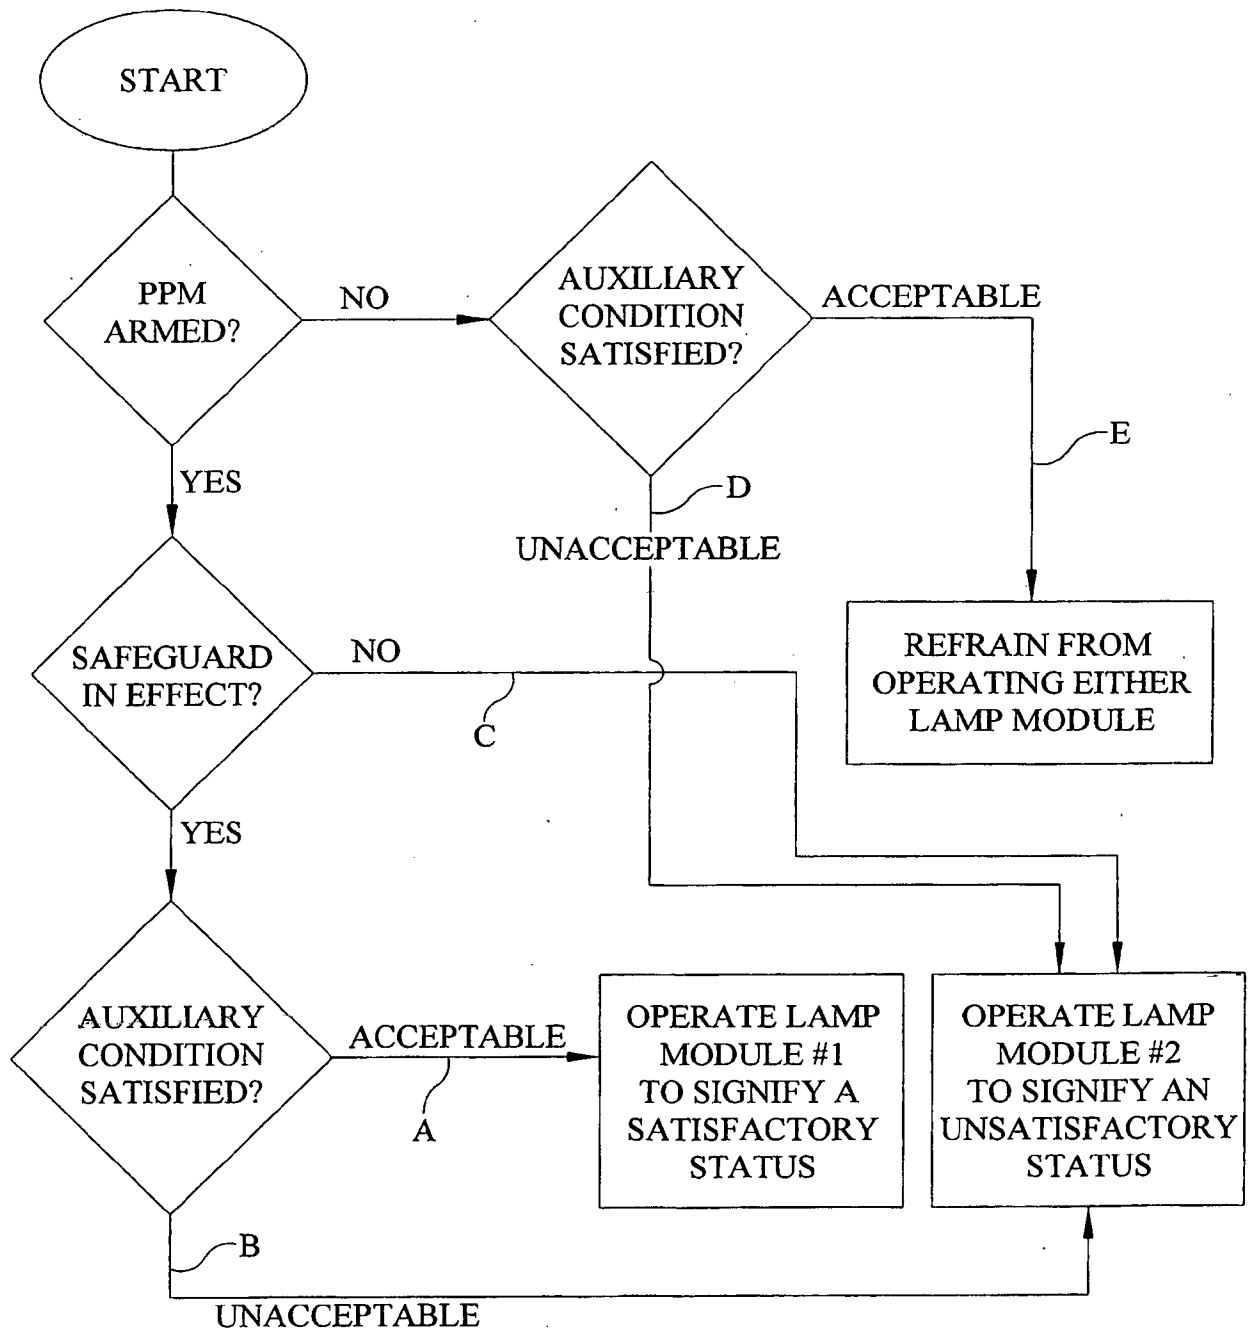 START
PPM
ARMED?
NO
AUXILIARY
CONDITION
SATISFIED?
ACCEPTABLE
E
YES
D
UNACCEPTABLE
SAFEGUARD
IN EFFECT?
NO
C
REFRAIN FROM
OPERATING EITHER
LAMP MODULE
YES
AUXILIARY
CONDITION
SATISFIED?
ACCEPTABLE
A
OPERATE LAMP
MODULE #1
TO SIGNIFY A
SATISFACTORY
STATUS
OPERATE LAMP
MODULE #2
TO SIGNIFY AN
UNSATISFACTORY
STATUS
B
UNACCEPTABLE